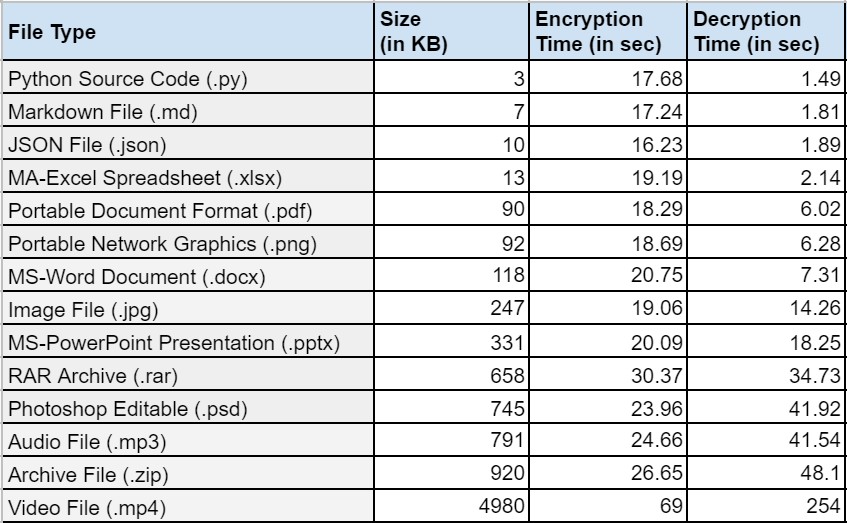 File Type Size (in KB) Encryption Time (in sec) Decryption Time (in sec)
Python Source Code (.py) 3 17.68 1.49
Markdown File (.md) 7 17.24 1.81
JSON File (.json) 10 16.23 1.89
MA-Excel Spreadsheet (.xlsx) 13 19.19 2.14
Portable Document Format (.pdf) 90 18.29 6.02
Portable Network Graphics (.png) 92 18.69 6.28
MS-Word Document (.docx) 118 20.75 7.31
Image File (.jpg) 247 19.06 14.26
MS-PowerPoint Presentation (.pptx) 331 20.09 18.25
RAR Archive (.rar) 658 30.37 34.73
Photoshop Editable (.psd) 745 23.96 41.92
Audio File (.mp3) 791 24.66 41.54
Archive File (.zip) 920 26.65 48.1
Video File (.mp4) 4980 69 254